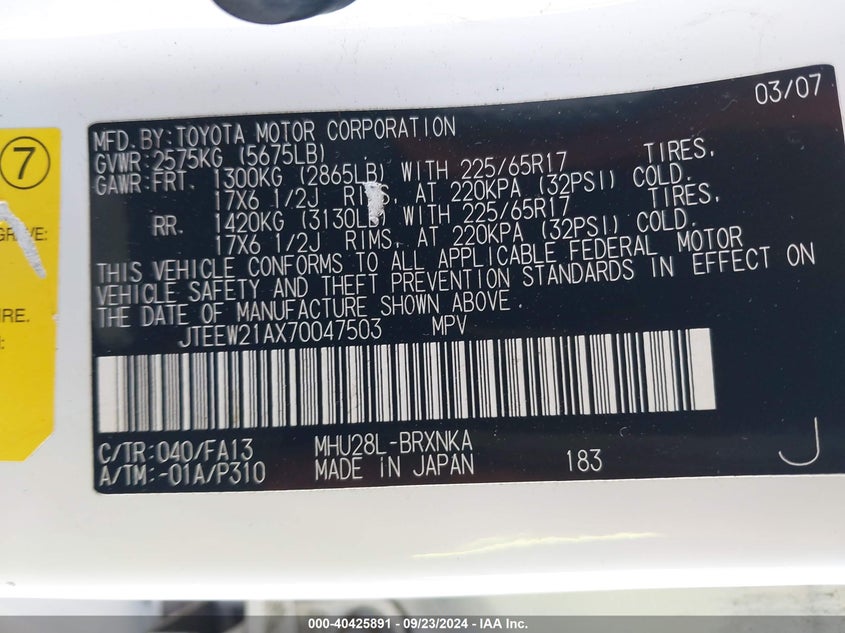 7
03/07
MFD.BY:TOYOTA MOTOR CORPORATION
GVWR:2575KG (5675LB)
GAWR:FRT. 1300KG (2865LB) WITH 225/65R17 TIRES,
17X6 1/2J RIMS, AT 220KPA (32PSI) COLD.
RR. 1420KG (3130LB) WITH 225/65R17 TIRES,
17X6 1/2J RIMS, AT 220KPA (32PSI) COLD.
THIS VEHICLE CONFORMS TO ALL APPLICABLE FEDERAL MOTOR
VEHICLE SAFETY AND THEFT PREVENTION STANDARDS IN EFFECT ON
THE DATE OF MANUFACTURE SHOWN ABOVE.
JTEEW21AX70047503 MPV
C/TR:040/FA13 MHU28L-BRXNKA
A/TM:-01A/P310 MADE IN JAPAN 183 J
000-40425891 - 09/23/2024 - IAA Inc.